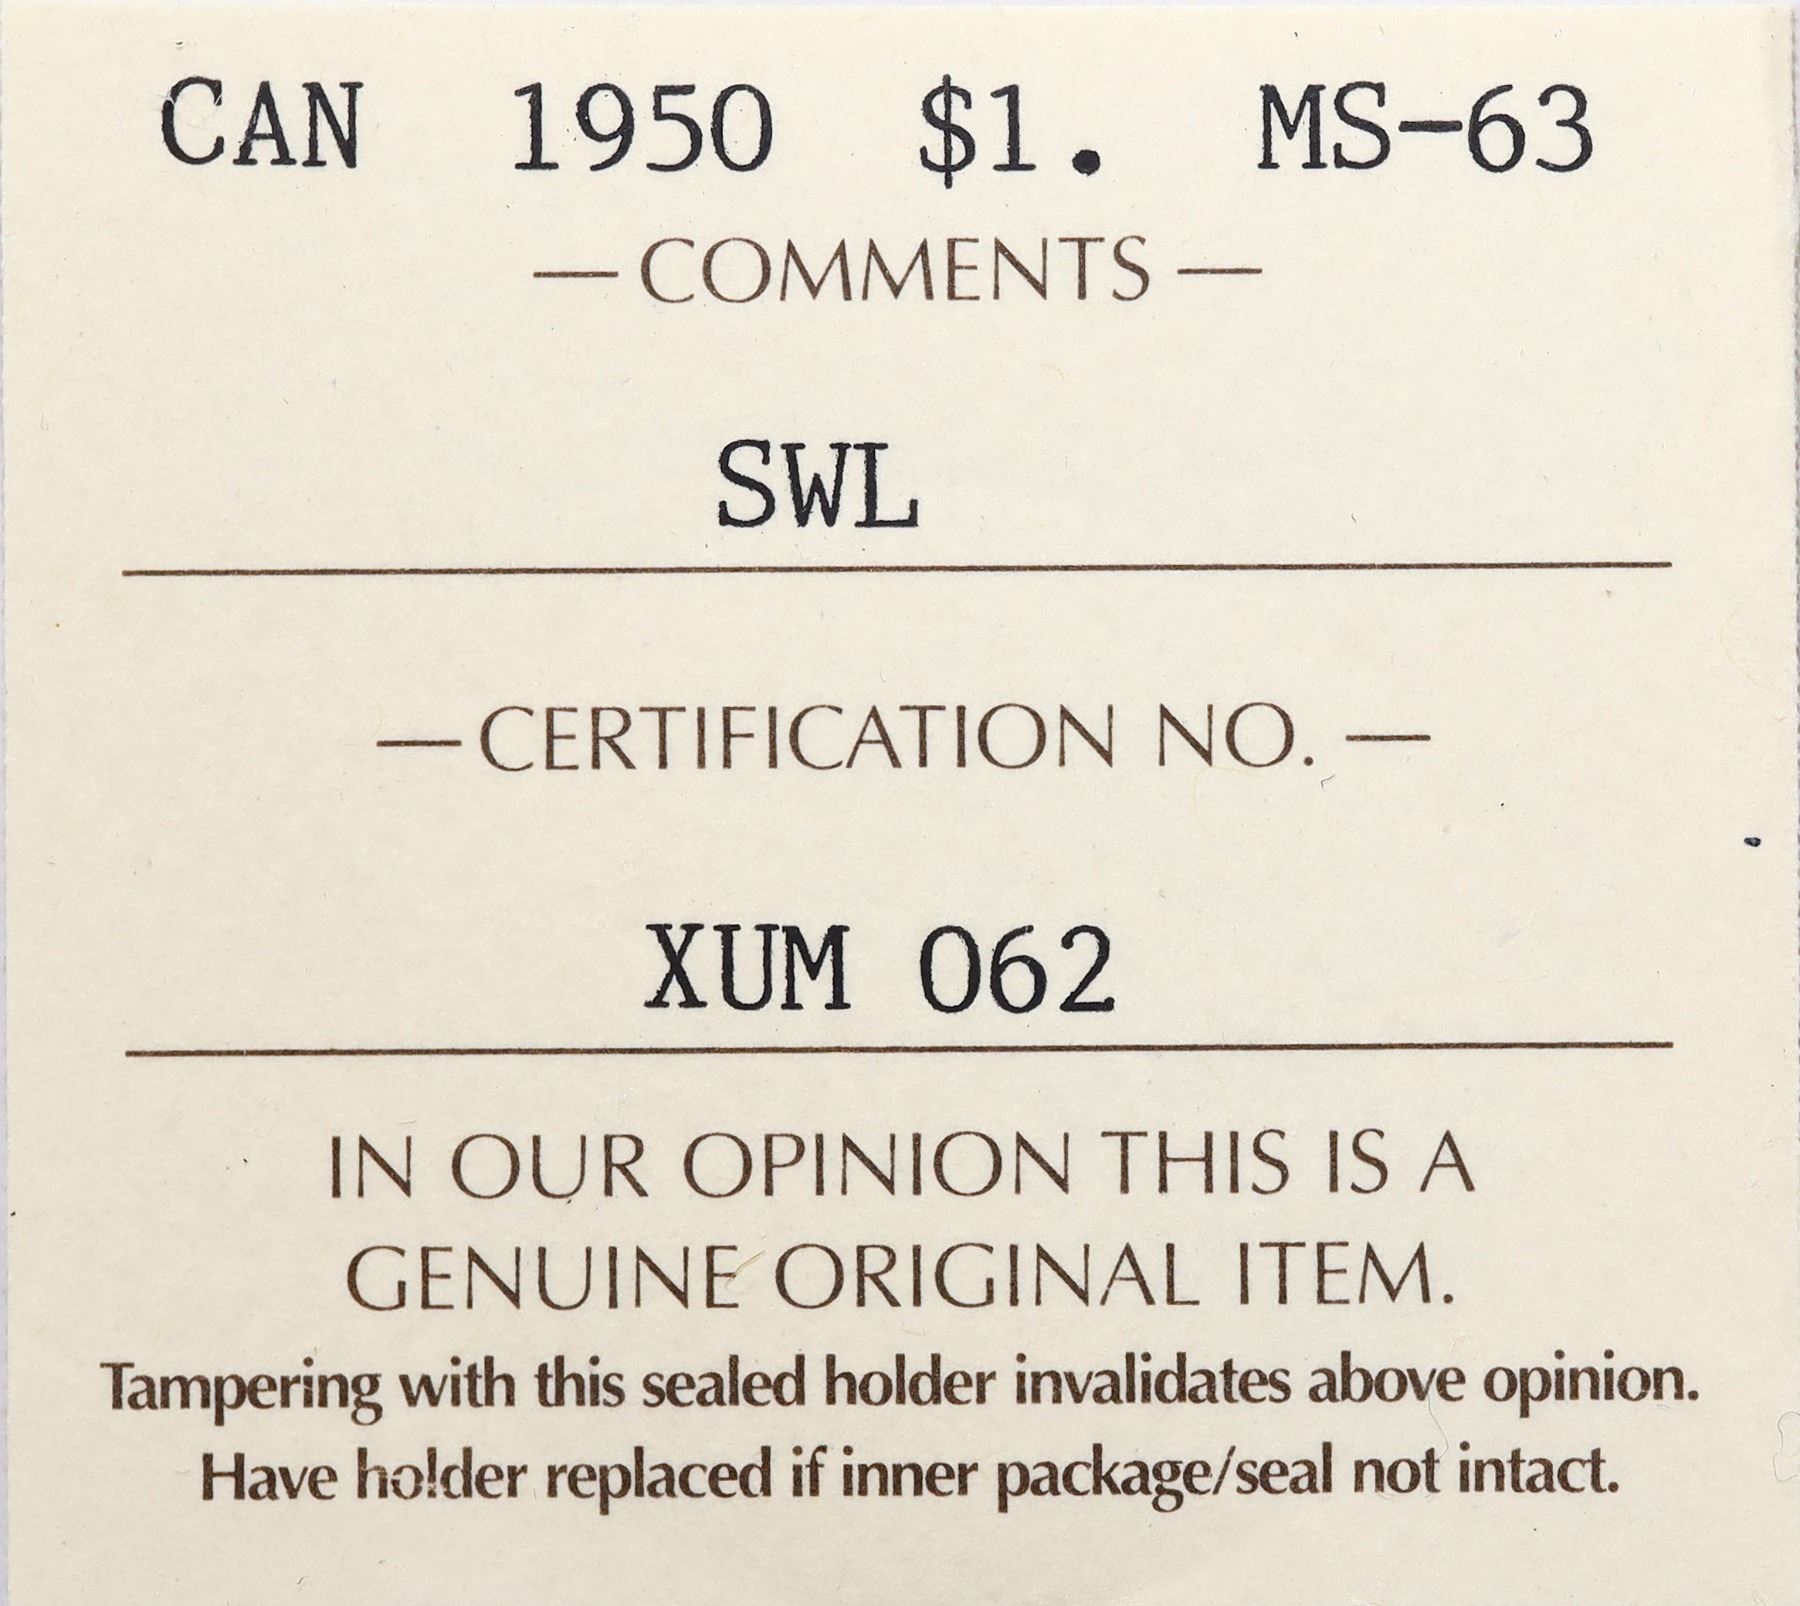 CAN 1950 $1. MS-63
— COMMENTS —
SWL
— CERTIFICATION NO. —
XUM 062
IN OUR OPINION THIS IS A
GENUINE ORIGINAL ITEM.
Tampering with this sealed holder invalidates above opinion.
Have holder replaced if inner package/seal not intact.